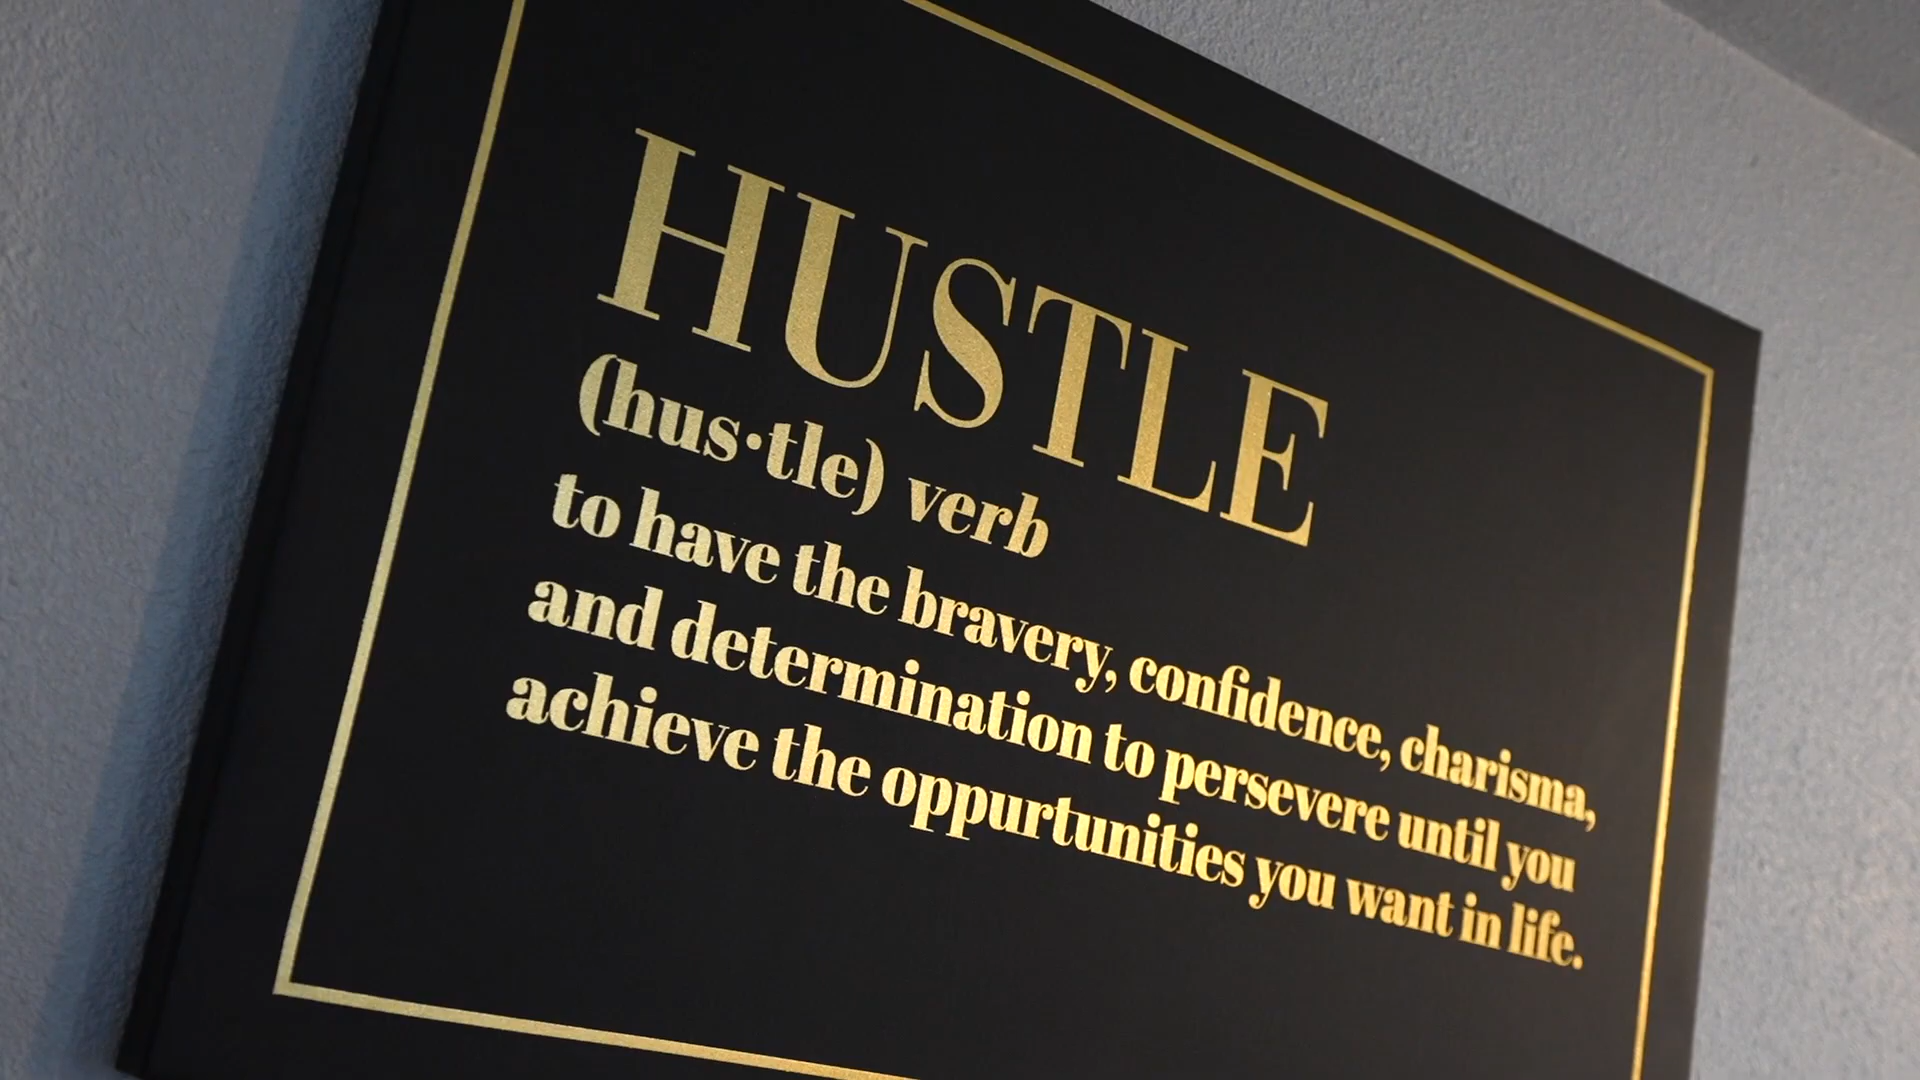 HUSTLE
(hus·tle) verb
to have the bravery, confidence, charisma,
and determination to persevere until you
achieve the oppurtunities you want in life.